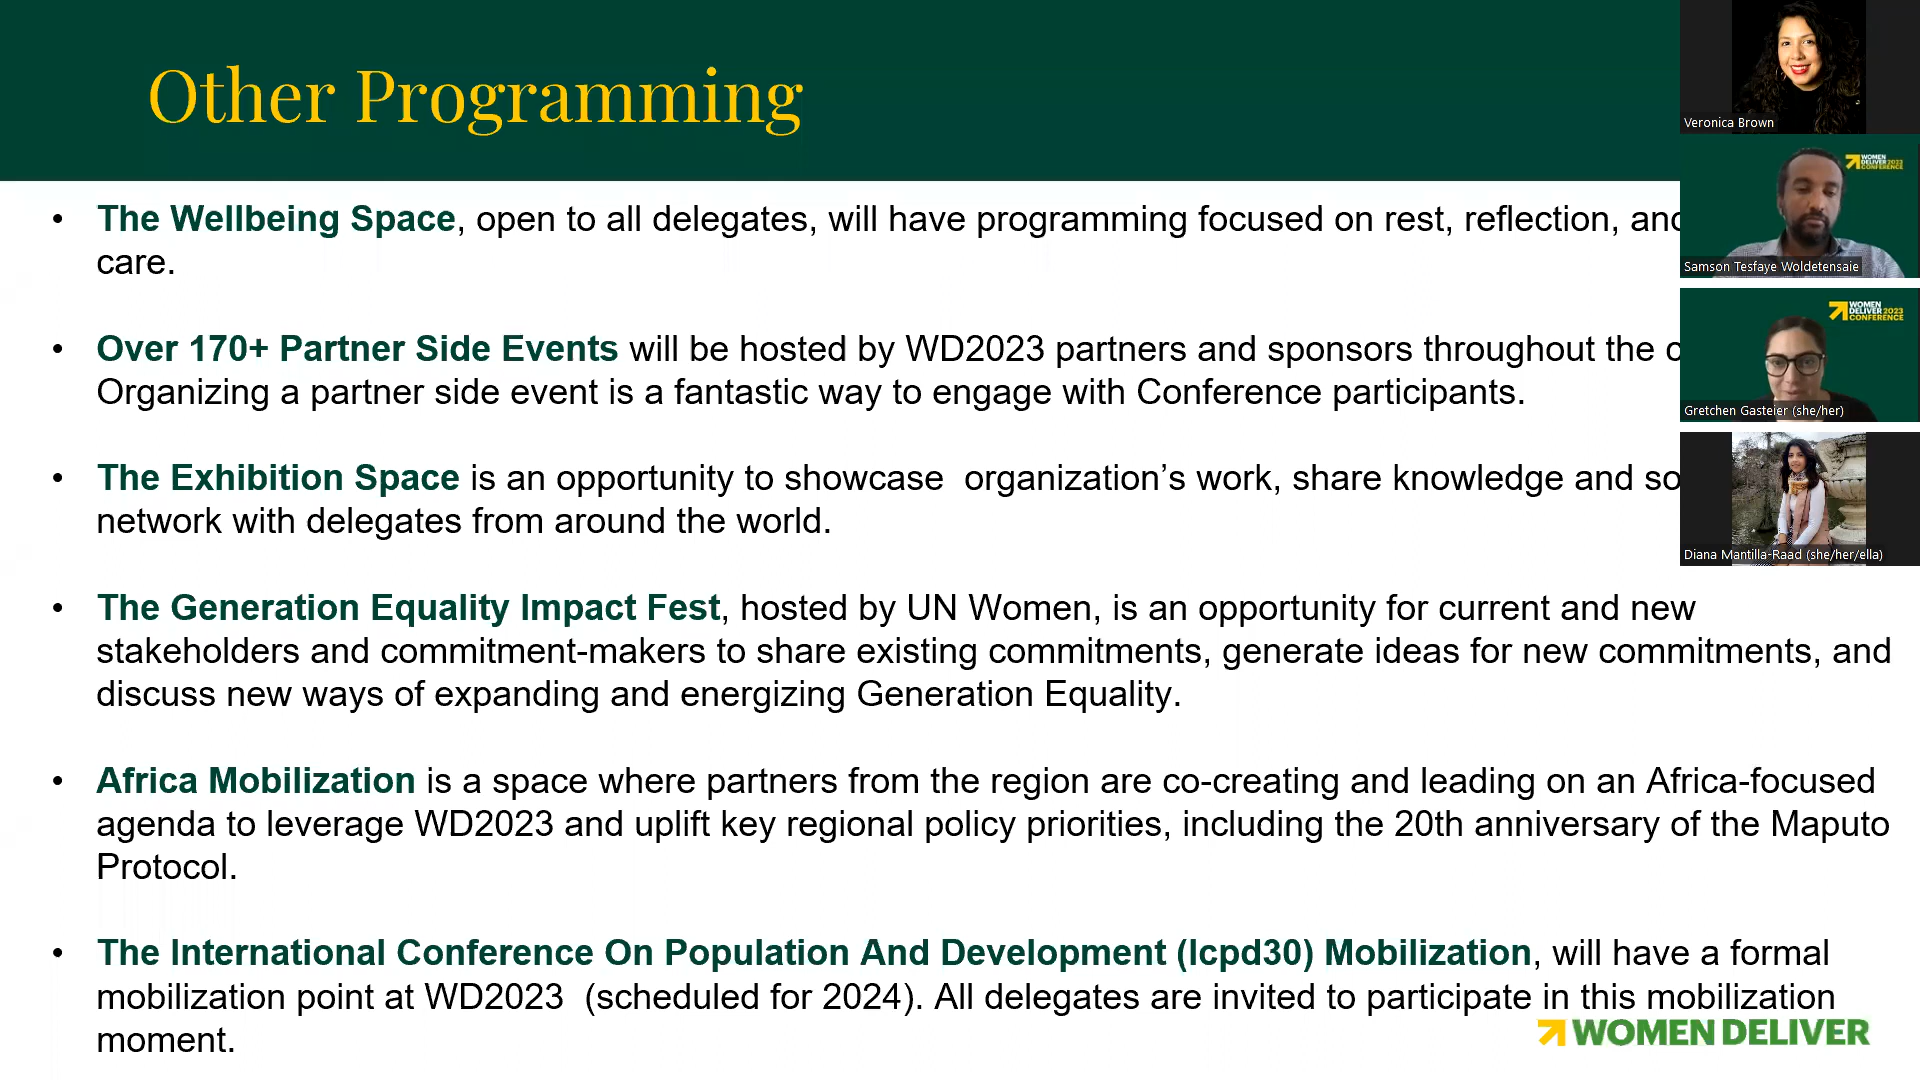 Other Programming
• The Wellbeing Space, open to all delegates, will have programming focused on rest, reflection, and
care.
• Over 170+ Partner Side Events will be hosted by WD2023 partners and sponsors throughout the
Organizing a partner side event is a fantastic way to engage with Conference participants.
• The Exhibition Space is an opportunity to showcase  organization’s work, share knowledge and
network with delegates from around the world.
• The Generation Equality Impact Fest, hosted by UN Women, is an opportunity for current and new
stakeholders and commitment-makers to share existing commitments, generate ideas for new commitments, and
discuss new ways of expanding and energizing Generation Equality.
• Africa Mobilization is a space where partners from the region are co-creating and leading on an Africa-focused
agenda to leverage WD2023 and uplift key regional policy priorities, including the 20th anniversary of the Maputo
Protocol.
• The International Conference On Population And Development (Icpd30) Mobilization, will have a formal
mobilization point at WD2023  (scheduled for 2024). All delegates are invited to participate in this mobilization
moment.
WOMEN DELIVER
Veronica Brown
WOMEN
DELIVER 2023
CONFERENCE
Samson Tesfaye Woldetensaie
WOMEN
DELIVER 2023
CONFERENCE
Gretchen Gasteier (she/her)
Diana Mantilla-Raad (she/her/ella)